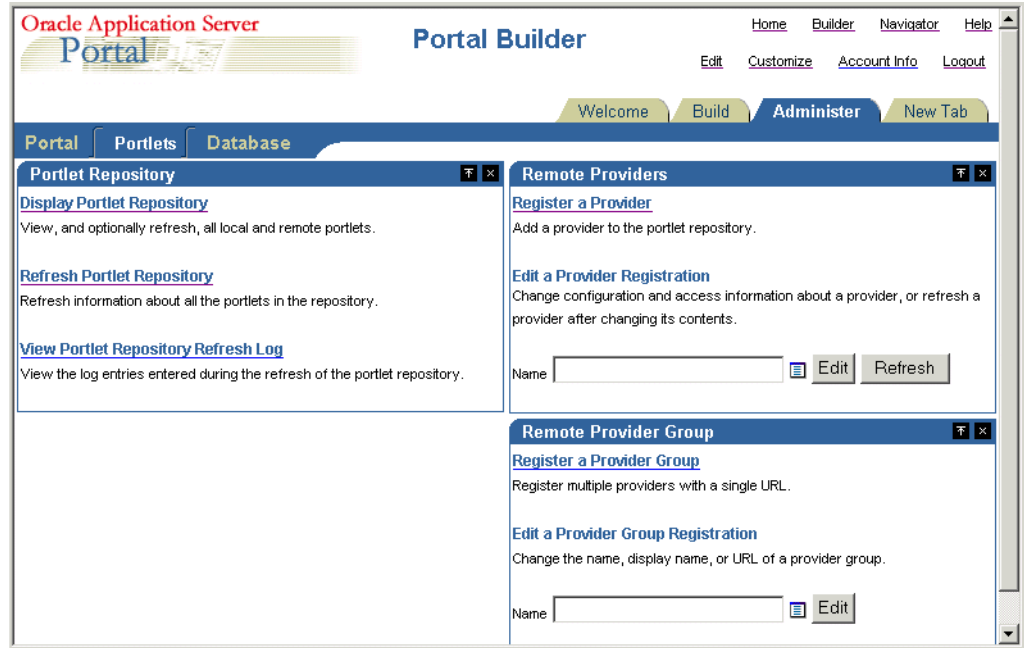 Oracle Application Server
Portal
Portal Builder
Home Builder Navigator Help
Edit Customize Account Info Logout
Welcome Build Administer New Tab
Portal Portlets Database
Portlet Repository
Display Portlet Repository
View, and optionally refresh, all local and remote portlets.
Refresh Portlet Repository
Refresh information about all the portlets in the repository.
View Portlet Repository Refresh Log
View the log entries entered during the refresh of the portlet repository.
Remote Providers
Register a Provider
Add a provider to the portlet repository.
Edit a Provider Registration
Change configuration and access information about a provider, or refresh a
provider after changing its contents.
Name Edit Refresh
Remote Provider Group
Register a Provider Group
Register multiple providers with a single URL.
Edit a Provider Group Registration
Change the name, display name, or URL of a provider group.
Name Edit